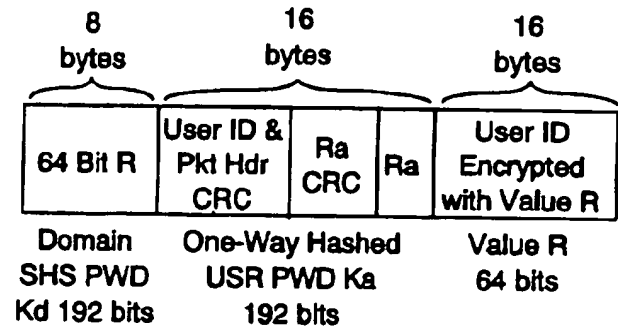 8
bytes
16
bytes
16
bytes
64 Bit R
User ID &
Pkt Hdr
CRC
Ra
CRC
Ra
User ID
Encrypted
with Value R
Domain
SHS PWD
Kd 192 bits
One-Way Hashed
USR PWD Ka
192 bits
Value R
64 bits